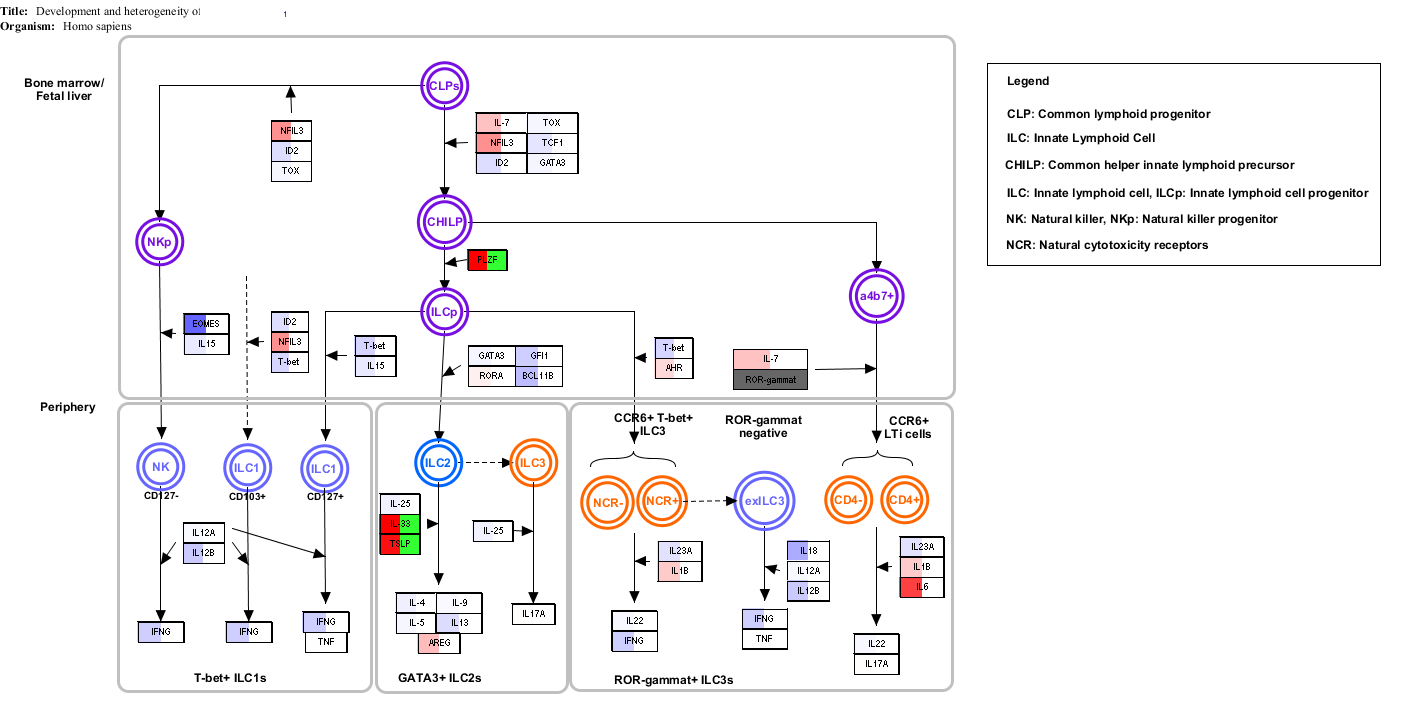 Title: Development and heterogeneity of
1
Organism: Homo sapiens
Bone marrow/
Fetal liver
CLPs
NFIL3
ID2
TOX
IL-7
TOX
NFIL3
TCF1
ID2
GATA3
Legend
CLP: Common lymphoid progenitor
ILC: Innate Lymphoid Cell
CHILP: Common helper innate lymphoid precursor
ILC: Innate lymphoid cell, ILCp: Innate lymphoid cell progenitor
NK: Natural killer, NKp: Natural killer progenitor
NCR: Natural cytotoxicity receptors
NKp
CHILP
PLZF
ILCp
a4b7+
EOMES
IL15
ID2
NFIL3
T-bet
T-bet
IL15
GATA3
GFI1
RORA
BCL11B
T-bet
AHR
IL-7
ROR-gammat
Periphery
CCR6+ T-bet+
ILC3
ROR-gammat
negative
CCR6+
LTi cells
NK
CD127-
ILC1
CD103+
ILC1
CD127+
ILC2
ILC3
NCR-
NCR+
exILC3
CD4-
CD4+
IL12A
IL12B
IL-25
IL-33
TSLP
IL-25
IL23A
IL1B
IL18
IL12A
IL12B
IL23A
IL1B
IL6
IFNG
IFNG
IFNG
TNF
IL-4
IL-9
IL-5
IL13
AREG
IL17A
IL22
IFNG
IFNG
TNF
IL22
IL17A
T-bet+ ILC1s
GATA3+ ILC2s
ROR-gammat+ ILC3s